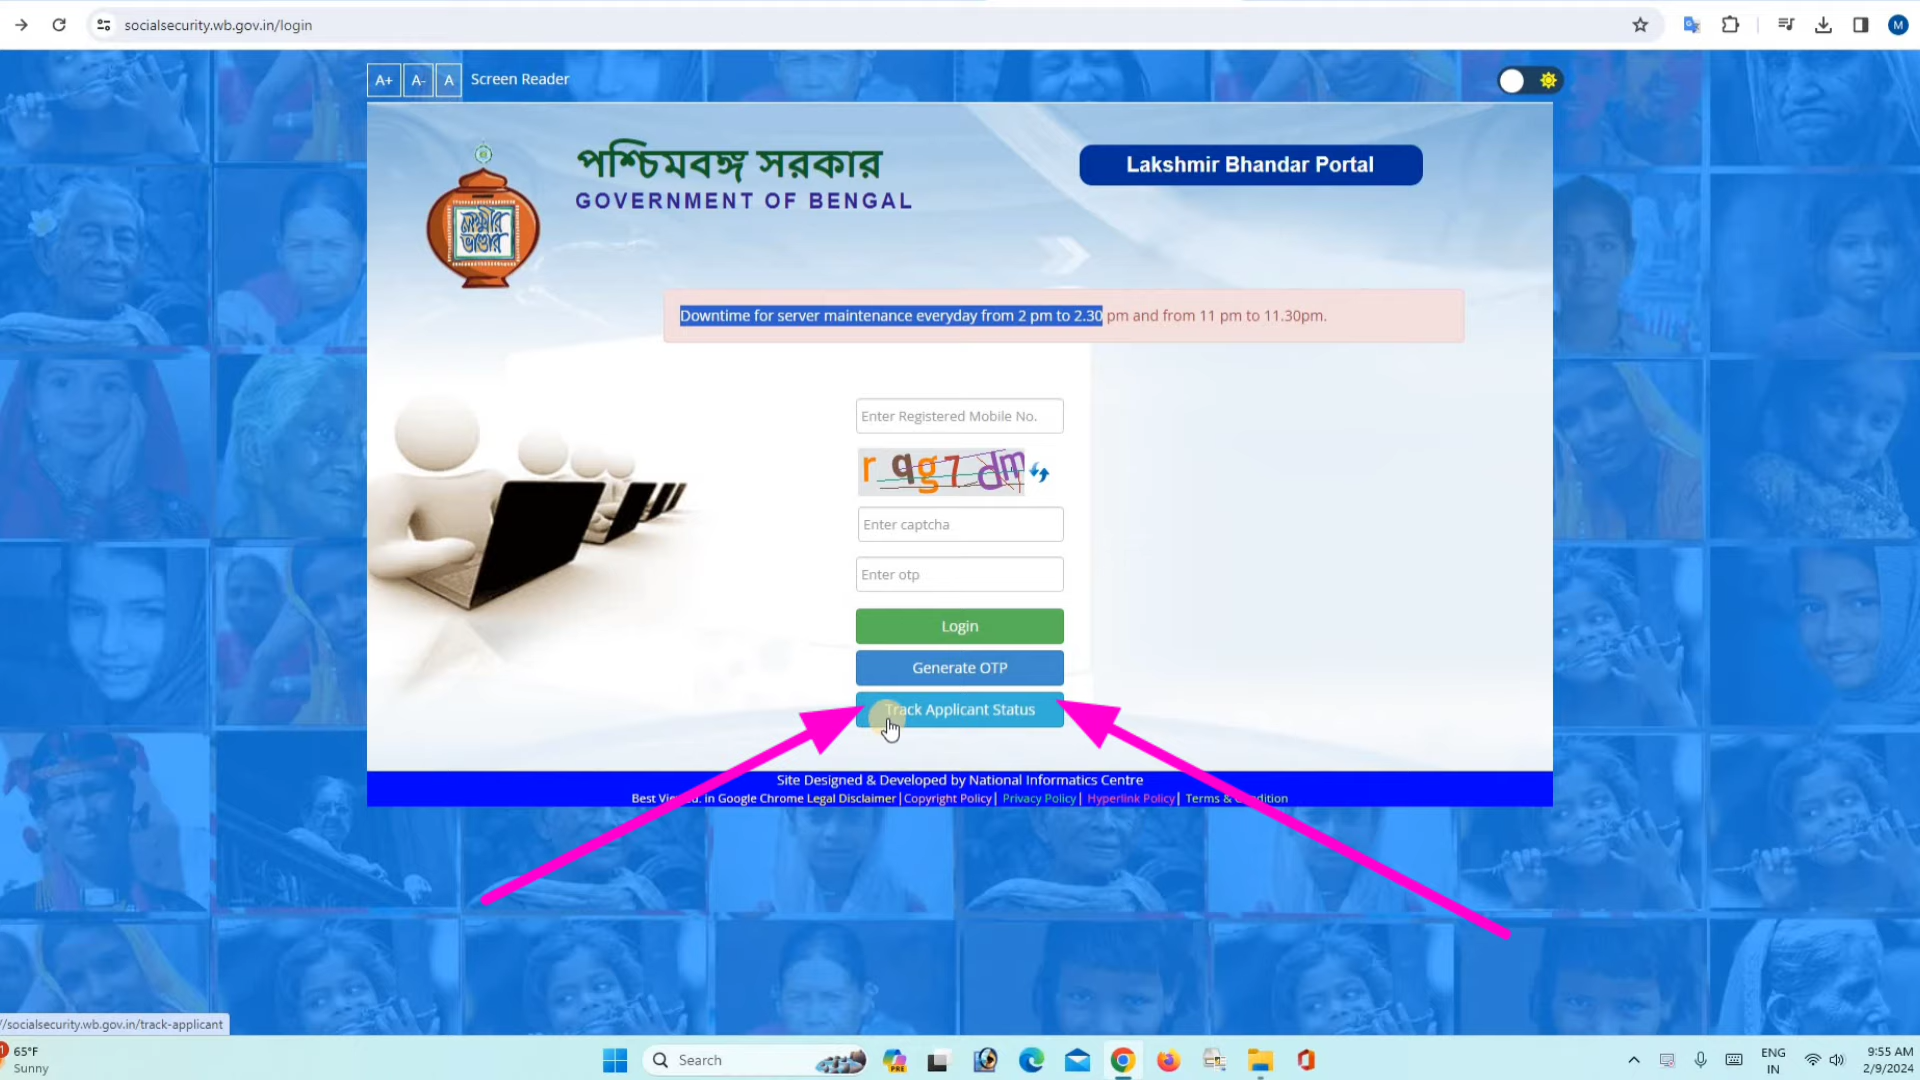 socialsecurity.wb.gov.in/login
M
A+ A- A Screen Reader
পশ্চিমবঙ্গ সরকার
GOVERNMENT OF BENGAL
Lakshmir Bhandar Portal
লক্ষ্মীর
ভাণ্ডার
Downtime for server maintenance everyday from 2 pm to 2.30 pm and from 11 pm to 11.30pm.
Enter Registered Mobile No.
r 9g7 dm
Enter captcha
Enter otp
Login
Generate OTP
Track Applicant Status
Site Designed & Developed by National Informatics Centre
in Google Chrome Legal Disclaimer| Copyright Policy| Privacy Policy| Hyperlink Policy| Terms &
/socialsecurity.wb.gov.in/track-applicant
65°F
Sunny
Search
PRE
ENG
IN
9:55 AM
2/9/2024